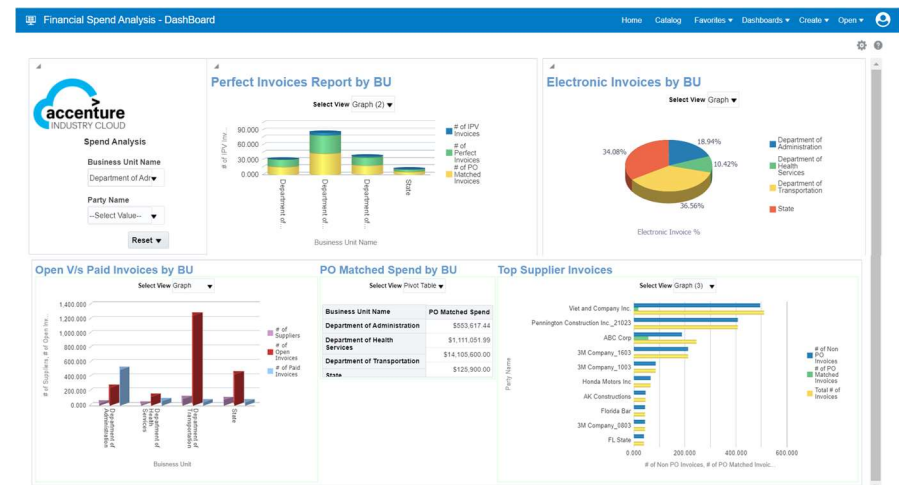 Financial Spend Analysis - DashBoard
Home Catalog Favorites Dashboards Create Open
accenture
INDUSTRY CLOUD
Spend Analysis
Business Unit Name
Department of Adr
Party Name
--Select Value--
Reset
Perfect Invoices Report by BU
Select View Graph (2)
# of IPV Invi...
90.000
60.000
30.000
0.000
Department of...
Department of...
Department of...
State
Business Unit Name
# of IPV
Invoices
# of
Perfect
Invoices
# of PO
Matched
Invoices
Electronic Invoices by BU
Select View Graph
34.08%
18.94%
10.42%
36.56%
Electronic Invoice %
Department of
Administration
Department of
Health
Services
Department of
Transportation
State
Open V/s Paid Invoices by BU
Select View Graph
# of Suppliers, # of Open Inv...
1,400.000
1,200.000
1,000.000
800.000
600.000
400.000
200.000
0.000
Department of
Administration
Department of
Health
Services
Department of
Transportation
State
Buisness Unit
# of
Suppliers
# of
Open
Invoices
# of Paid
Invoices
PO Matched Spend by BU
Select View Pivot Table
Business Unit Name PO Matched Spend
Department of Administration $553,617.44
Department of Health
Services $1,111,051.99
Department of Transportation $14,105,600.00
State $125,900.00
Top Supplier Invoices
Select View Graph (3)
Party Name
Viet and Company Inc.
Pennington Construction Inc._21023
ABC Corp
3M Company_1603
3M Company_1003
Honda Motors Inc
AK Constructions
Florida Bar
3M Company_0803
FL State
0.000 200.000 400.000 600.000
# of Non PO Invoices, # of PO Matched Invoic...
# of Non
PO
Invoices
# of PO
Matched
Invoices
Total # of
Invoices